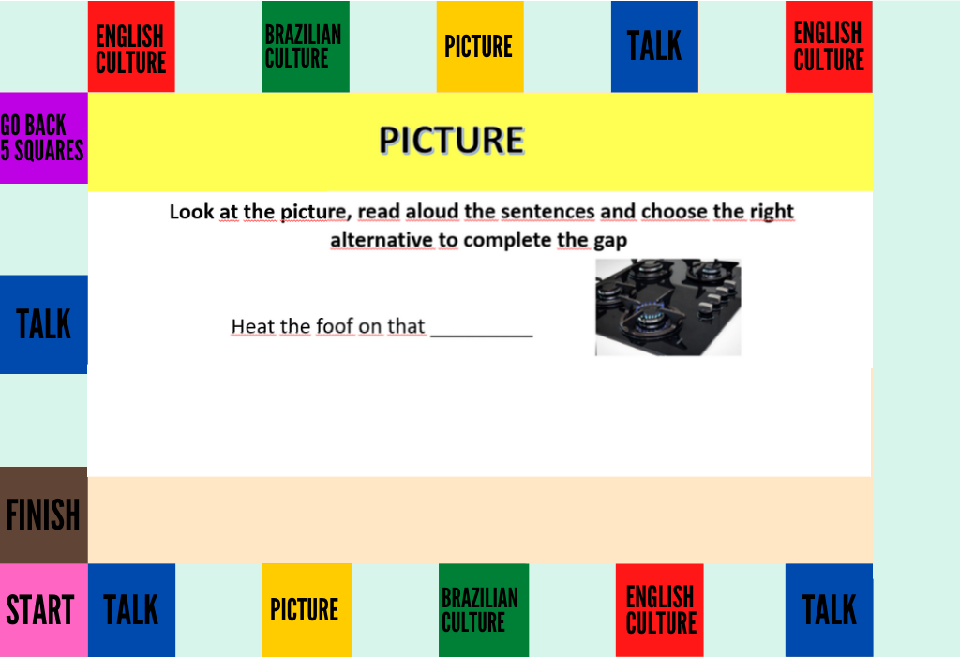 ENGLISH
CULTURE
BRAZILIAN
CULTURE
PICTURE
TALK
ENGLISH
CULTURE
GO BACK
5 SQUARES
PICTURE
Look at the picture, read aloud the sentences and choose the right
alternative to complete the gap
Heat the foof on that __________
TALK
FINISH
START
TALK
PICTURE
BRAZILIAN
CULTURE
ENGLISH
CULTURE
TALK